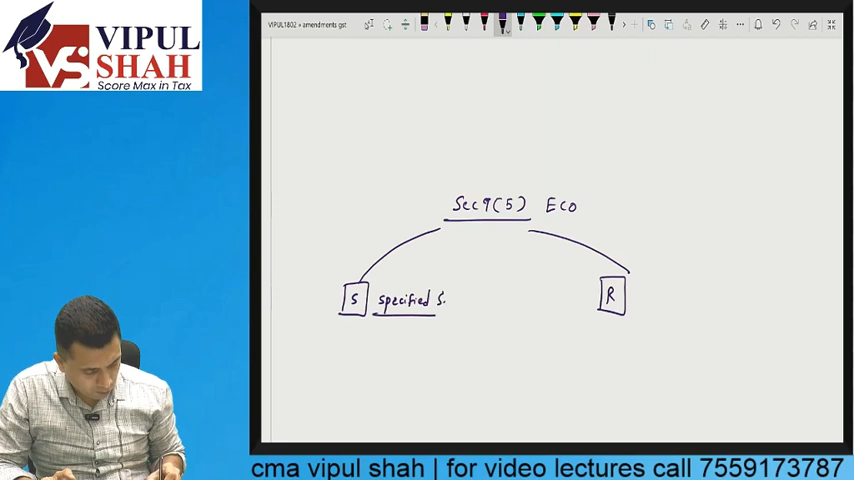 VIPUL
SHAH
Score Max in Tax
VS
VIPUL1802 + amendments gst
Sec 9(5) Eco
S specified S.
R
cma vipul shah | for video lectures call 7559173787